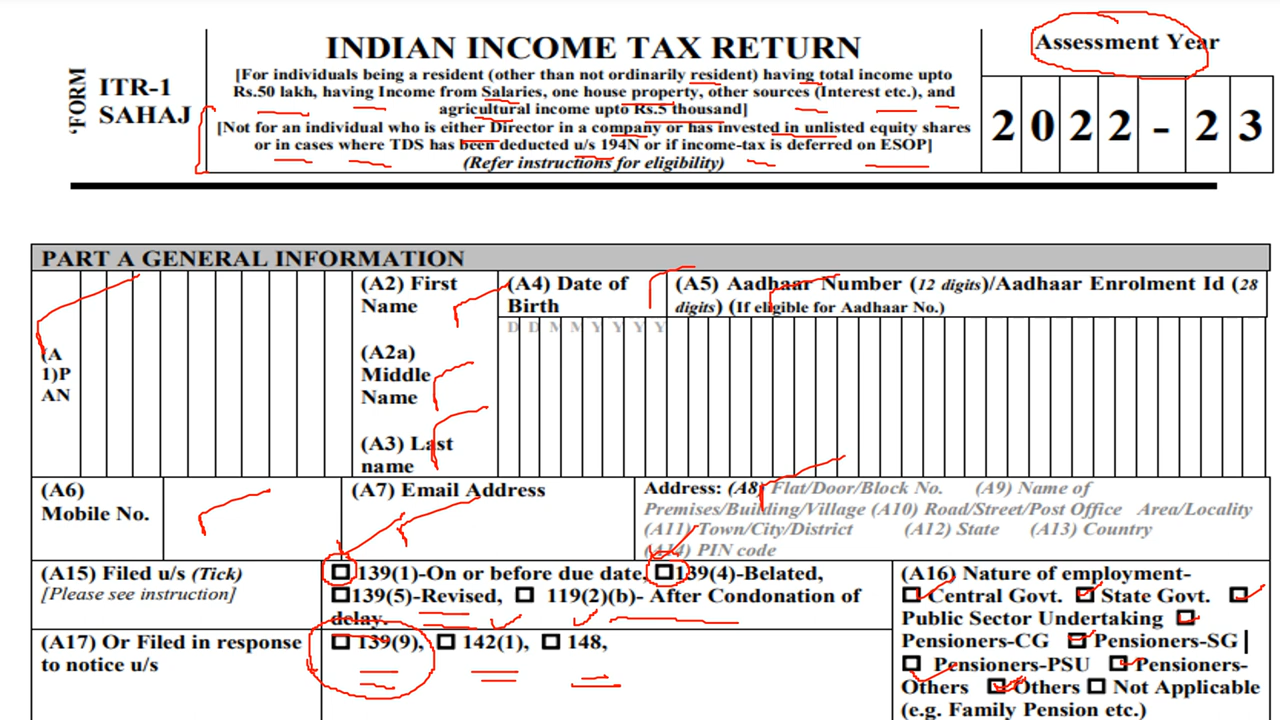 INDIAN INCOME TAX RETURN
Assessment Year
'FORM
ITR-1
SAHAJ
[For individuals being a resident (other than not ordinarily resident) having total income upto
Rs.50 lakh, having Income from Salaries, one house property, other sources (Interest etc.), and
agricultural income upto Rs.5 thousand]
[Not for an individual who is either Director in a company or has invested in unlisted equity shares
or in cases where TDS has been deducted u/s 194N or if income-tax is deferred on ESOP]
(Refer instructions for eligibility)
2 0 2 2 - 2 3
PART A GENERAL INFORMATION
(A
1)P
AN
(A2) First
Name
(A2a)
Middle
Name
(A3) Last
name
(A4) Date of
Birth
D D M M Y Y Y Y
(A5) Aadhaar Number (12 digits)/Aadhaar Enrolment Id (28
digits) (If eligible for Aadhaar No.)
(A6)
Mobile No.
(A7) Email Address
Address: (A8) Flat/Door/Block No. (A9) Name of
Premises/Building/Village (A10) Road/Street/Post Office Area/Locality
(A11) Town/City/District (A12) State (A13) Country
(A14) PIN code
(A15) Filed u/s (Tick)
[Please see instruction]
139(1)-On or before due date, 139(4)-Belated,
139(5)-Revised, 119(2)(b)- After Condonation of
delay.
(A16) Nature of employment-
Central Govt. State Govt.
Public Sector Undertaking
Pensioners-CG Pensioners-SG
Pensioners-PSU Pensioners-
Others Others Not Applicable
(e.g. Family Pension etc.)
(A17) Or Filed in response
to notice u/s
139(9), 142(1), 148,